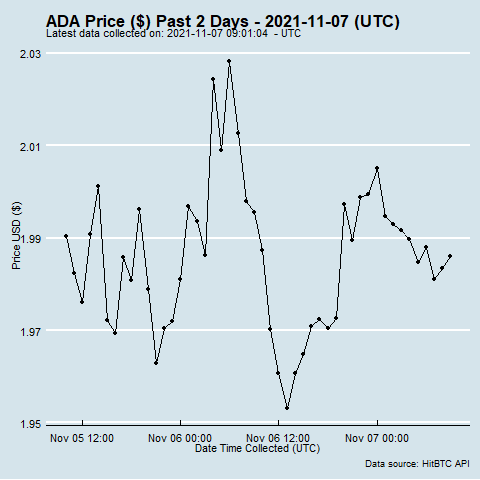 ADA Price ($) Past 2 Days - 2021-11-07 (UTC)
Latest data collected on: 2021-11-07 09:01:04  - UTC
2.03
2.01
1.99
1.97
1.95
Price USD ($)
Nov 05 12:00
Nov 06 00:00
Nov 06 12:00
Nov 07 00:00
Date Time Collected (UTC)
Data source: HitBTC API